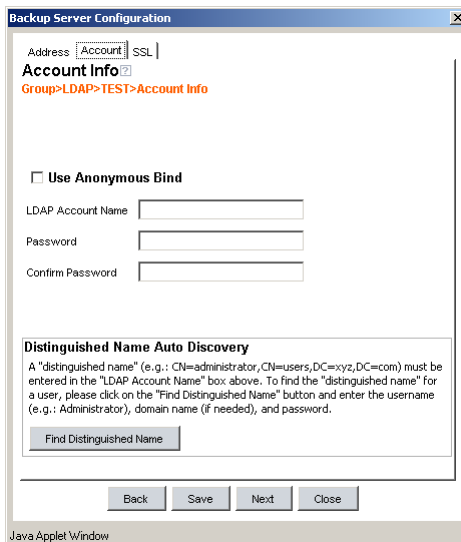 Backup Server Configuration
Address Account SSL
Account Info?
Group>LDAP>TEST>Account Info
Use Anonymous Bind
LDAP Account Name
Password
Confirm Password
Distinguished Name Auto Discovery
A "distinguished name" (e.g.: CN=administrator,CN=users,DC=xyz,DC=com) must be
entered in the "LDAP Account Name" box above. To find the "distinguished name" for
a user, please click on the "Find Distinguished Name" button and enter the username
(e.g.: Administrator), domain name (if needed), and password.
Find Distinguished Name
Back Save Next Close
Java Applet Window